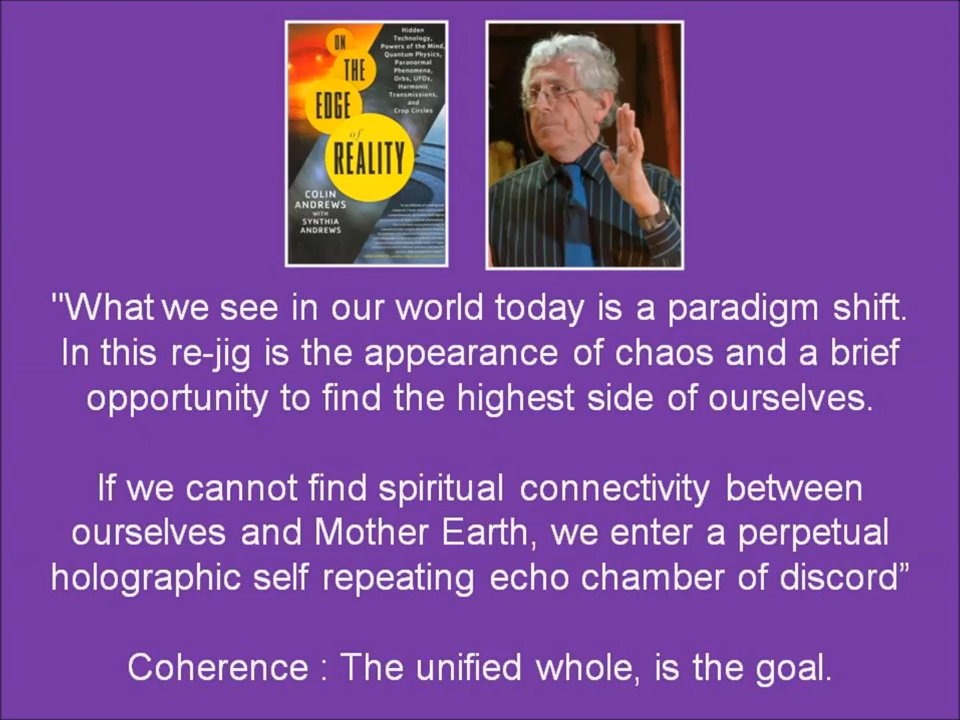 ON
THE
EDGE
of
REALITY
Hidden
Technology,
Powers of the Mind,
Quantum Physics,
Paranormal
Phenomena,
Orbs, UFOs,
Harmonic
Transmissions,
and
Crop Circles
COLIN
ANDREWS
WITH
SYNTHIA
ANDREWS
"What we see in our world today is a paradigm shift.
In this re-jig is the appearance of chaos and a brief
opportunity to find the highest side of ourselves.
If we cannot find spiritual connectivity between
ourselves and Mother Earth, we enter a perpetual
holographic self repeating echo chamber of discord”
Coherence : The unified whole, is the goal.